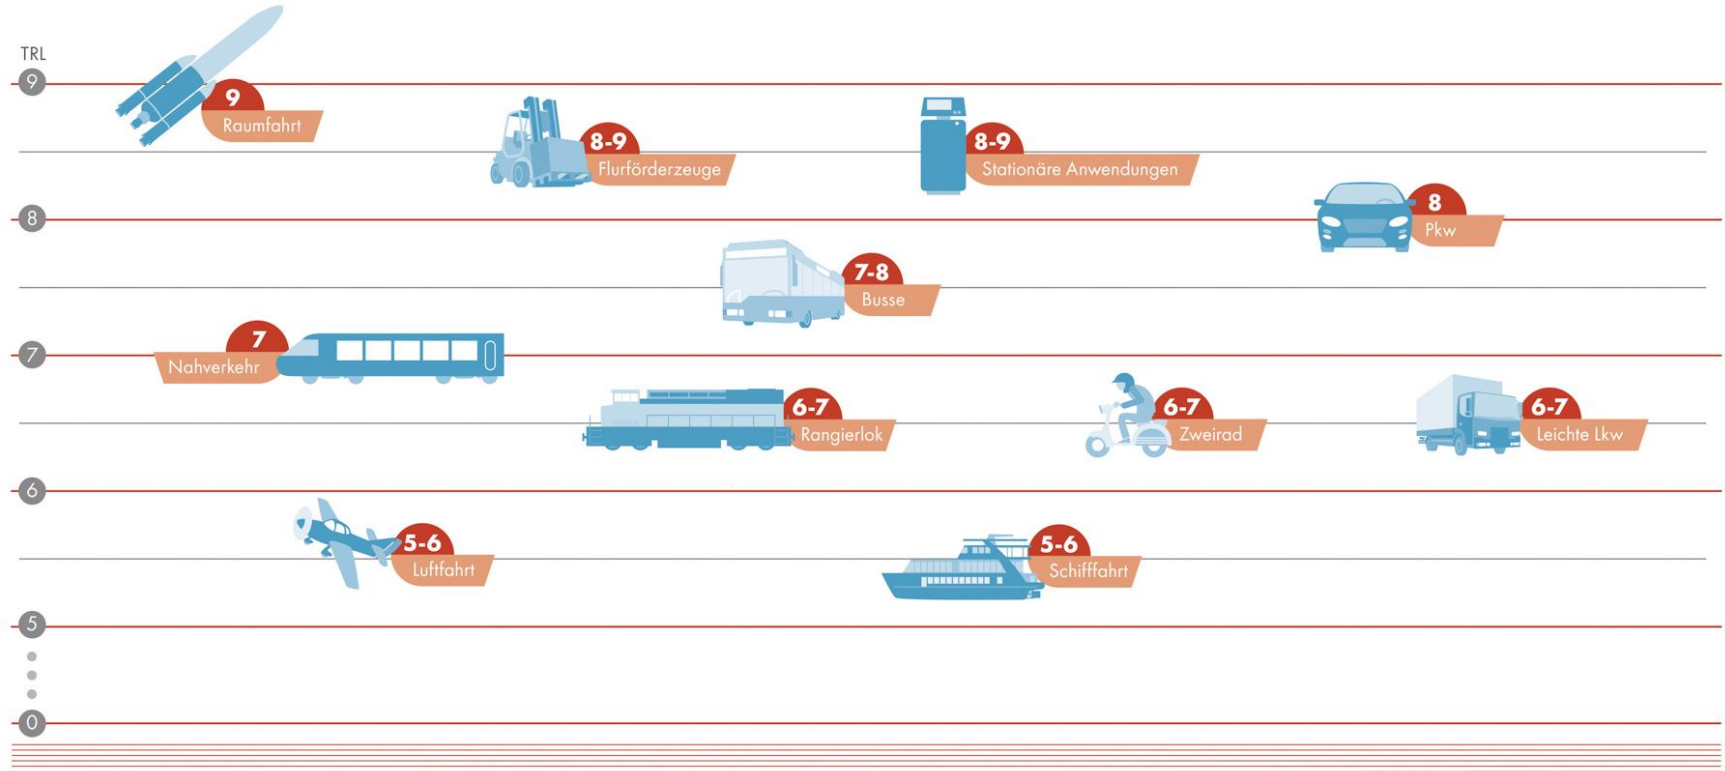 TRL
9
9
Raumfahrt
8-9
Flurförderzeuge
8-9
Stationäre Anwendungen
8
8
Pkw
7-8
Busse
7
7
Nahverkehr
6-7
Rangierlok
6-7
Zweirad
6-7
Leichte Lkw
6
5-6
Luftfahrt
5-6
Schifffahrt
5
0